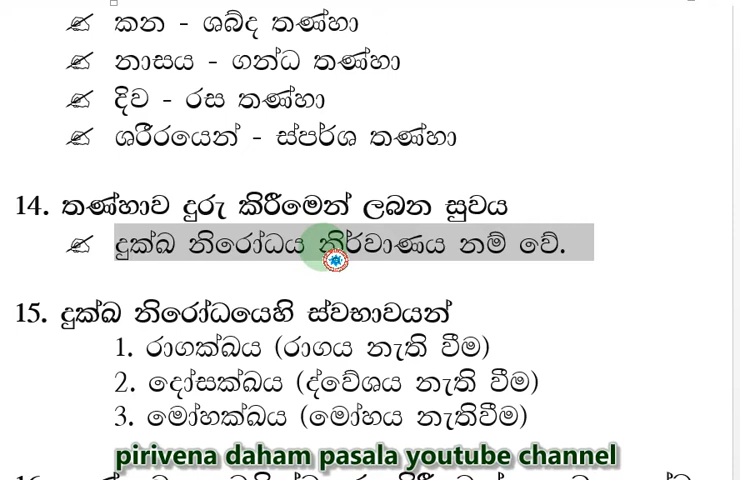 කන - ශබ්ද තණ්හා
නාසය - ගන්ධ තණ්හා
දිව - රස තණ්හා
ශරීරයෙන් - ස්පර්ශ තණ්හා
14. තණ්හාව දුරු කිරීමෙන් ලබන සුවය
දුක්ඛ නිරෝධය නිර්වාණය නම් වේ.
15. දුක්ඛ නිරෝධයෙහි ස්වභාවයන්
1. රාගක්ඛය (රාගය නැති වීම)
2. දෝසක්ඛය (ද්වේශය නැති වීම)
3. මෝහක්ඛය (මෝහය නැතිවීම)
pirivena daham pasala youtube channel